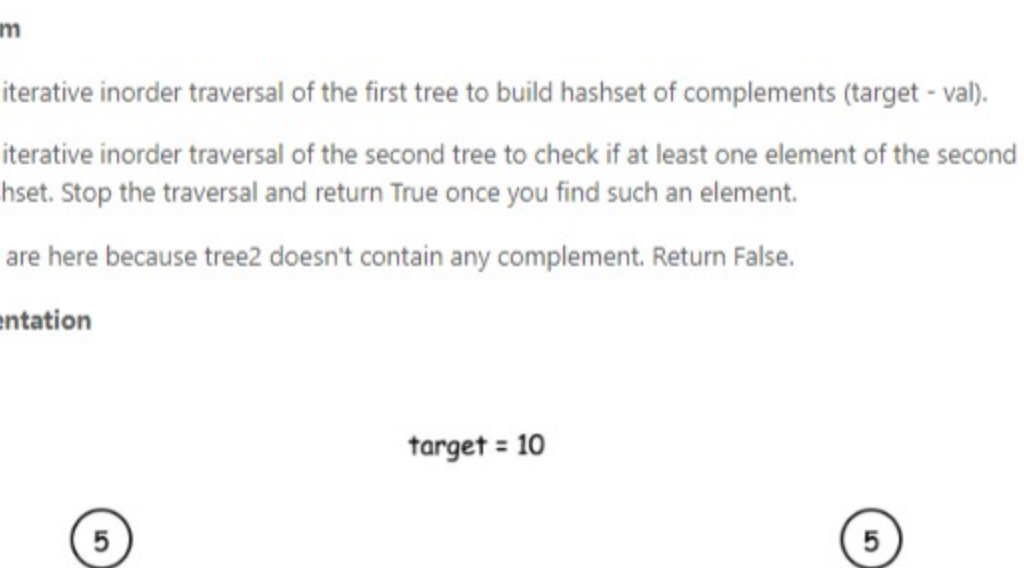 m
iterative inorder traversal of the first tree to build hashset of complements (target - val).
iterative inorder traversal of the second tree to check if at least one element of the second
hset. Stop the traversal and return True once you find such an element.
are here because tree2 doesn't contain any complement. Return False.
entation
target = 10
5 5